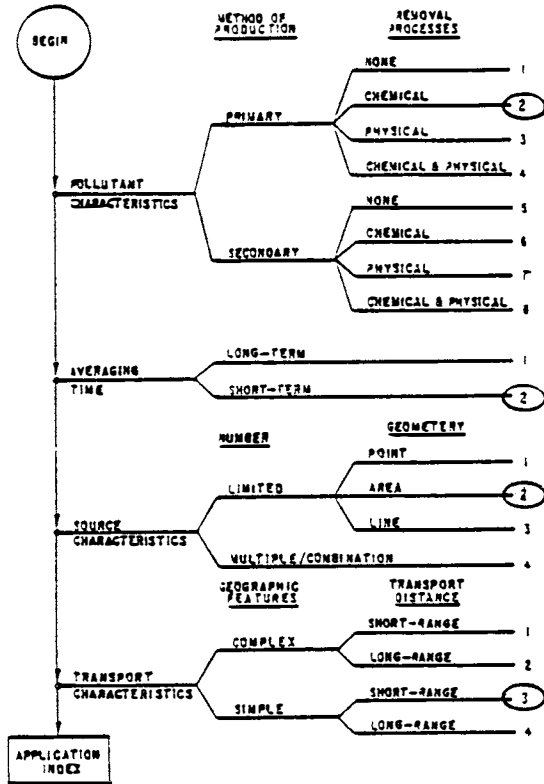 BEGIN
METHOD OF PRODUCTION
REMOVAL PROCESSES
POLLUTANT CHARACTERISTICS
PRIMARY
NONE 1
CHEMICAL 2
PHYSICAL 3
CHEMICAL & PHYSICAL 4
SECONDARY
NONE 5
CHEMICAL 6
PHYSICAL 7
CHEMICAL & PHYSICAL 8
AVERAGING TIME
LONG-TERM 1
SHORT-TERM 2
NUMBER
GEOMETERY
SOURCE CHARACTERISTICS
LIMITED
POINT 1
AREA 2
LINE 3
MULTIPLE/COMBINATION 4
GEOGRAPHIC FEATURES
TRANSPORT DISTANCE
TRANSPORT CHARACTERISTICS
COMPLEX
SHORT-RANGE 1
LONG-RANGE 2
SIMPLE
SHORT-RANGE 3
LONG-RANGE 4
APPLICATION INDEX